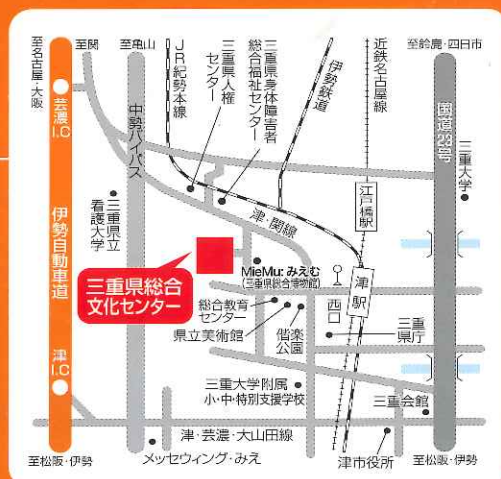 至名古屋・大阪
至関
至亀山
JR紀勢本線
三重県人権
センター
三重県身体障害者
総合福祉センター
伊勢鉄道
近鉄名古屋線
至鈴鹿・四日市
芸濃
I.C
中勢バイパス
国道23号
三重大学
三重県立
看護大学
江戸橋駅
伊勢自動車道
津・関線
三重県総合
文化センター
MieMu:みえむ
(三重県総合博物館)
津駅
総合教育
センター
県立美術館
偕楽
公園
西口
三重
県庁
津
I.C
三重大学附属
小・中・特別支援学校
三重会館
津・芸濃・大山田線
至松阪・伊勢
メッセウィング・みえ
津市役所
至松阪・伊勢